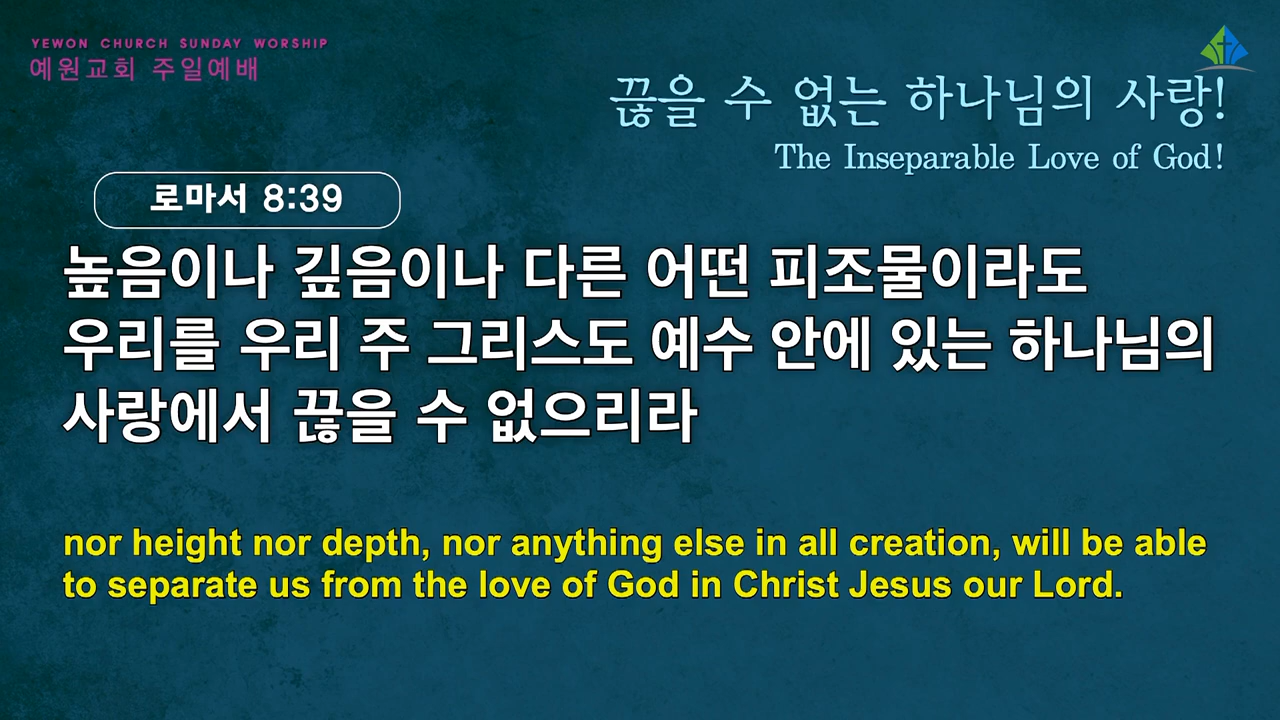 YEWON CHURCH SUNDAY WORSHIP
예원교회 주일예배
끊을 수 없는 하나님의 사랑!
The Inseparable Love of God!
로마서 8:39
높음이나 깊음이나 다른 어떤 피조물이라도
우리를 우리 주 그리스도 예수 안에 있는 하나님의
사랑에서 끊을 수 없으리라
nor height nor depth, nor anything else in all creation, will be able
to separate us from the love of God in Christ Jesus our Lord.